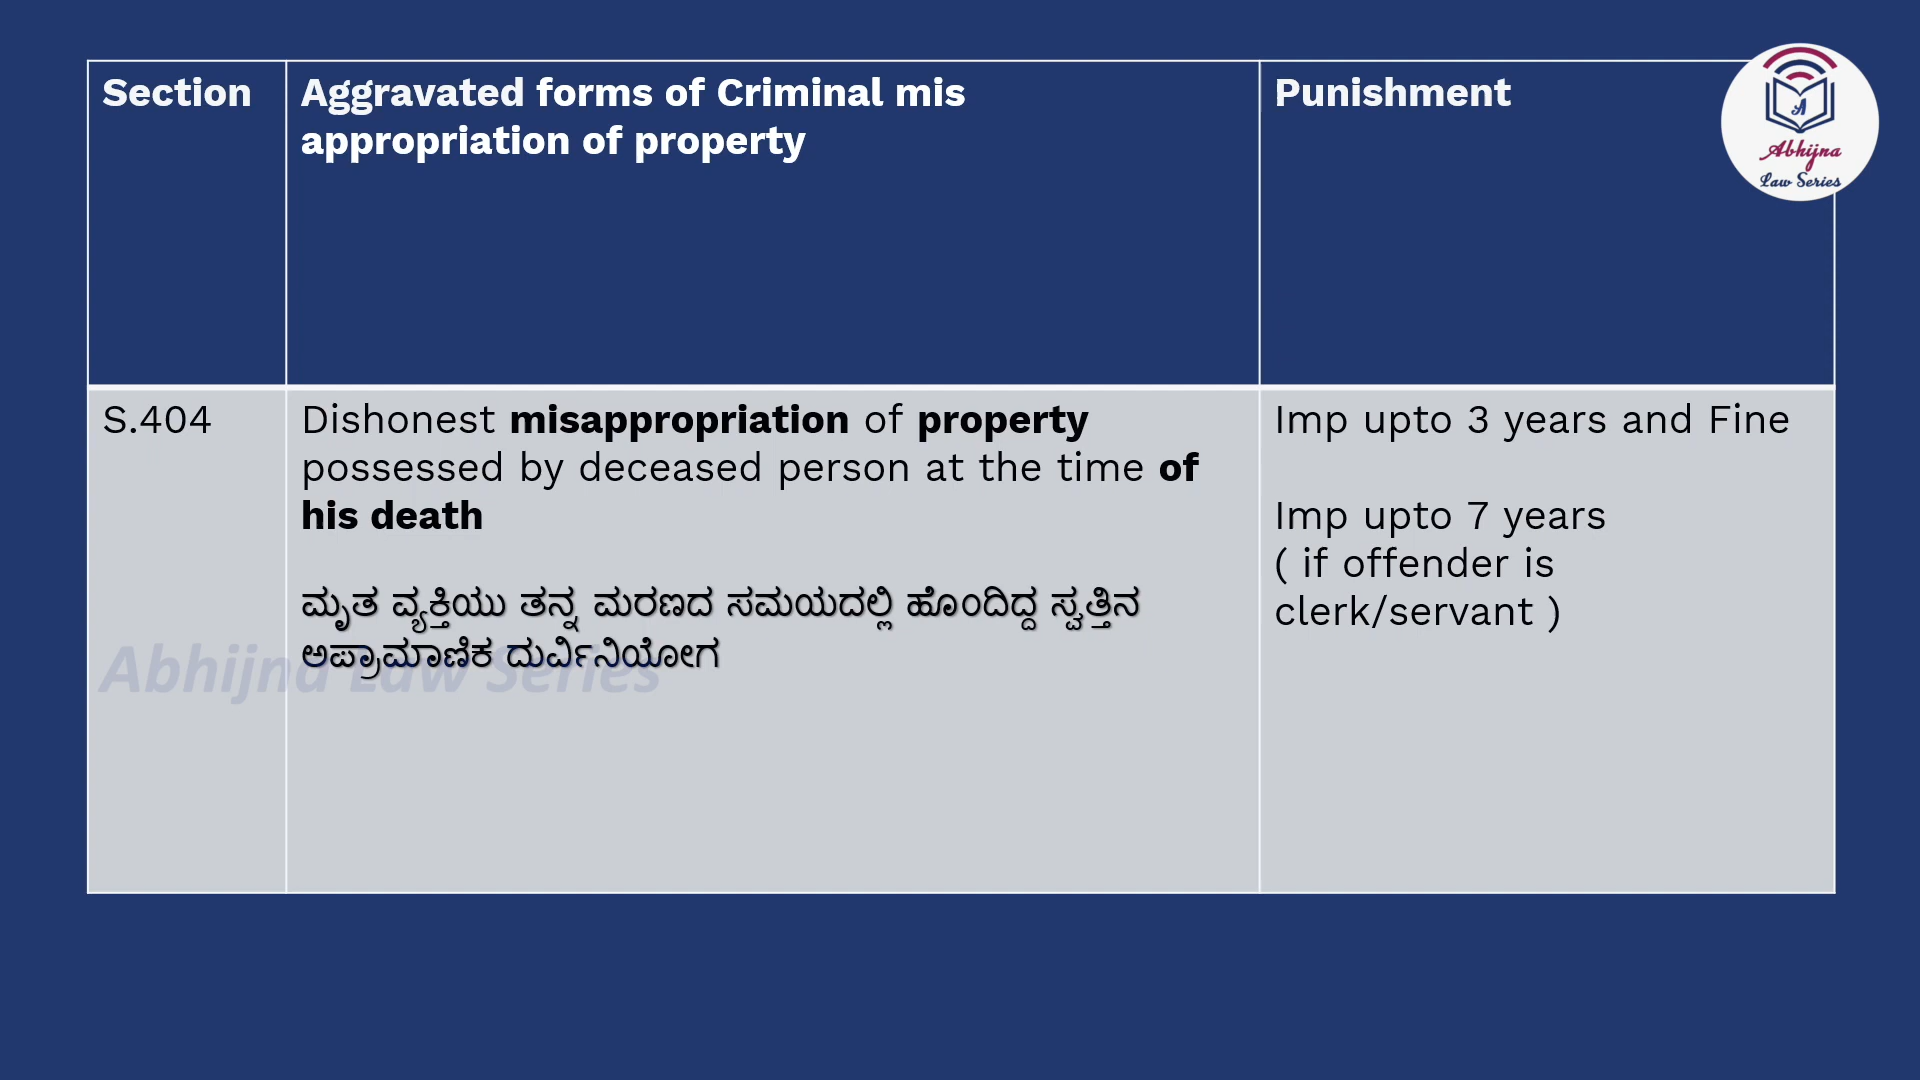 Section
Aggravated forms of Criminal mis
appropriation of property
Punishment
A
Abhijna
Law Series
S.404
Dishonest misappropriation of property
possessed by deceased person at the time of
his death
ಮೃತ ವ್ಯಕ್ತಿಯು ತನ್ನ ಮರಣದ ಸಮಯದಲ್ಲಿ ಹೊಂದಿದ್ದ ಸ್ವತ್ತಿನ
ಅಪ್ರಾಮಾಣಿಕ ದುರ್ವಿನಿಯೋಗ
Imp upto 3 years and Fine
Imp upto 7 years
( if offender is
clerk/servant )
Abhijna Law Series